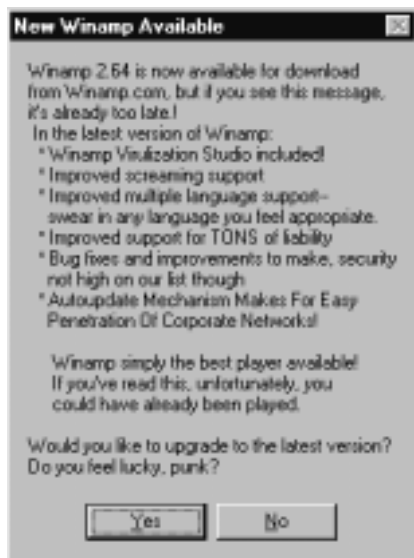 New Winamp Available
Winamp 2.64 is now available for download
from Winamp.com, but if you see this message,
it's already too late!
In the latest version of Winamp:
* Winamp Virulization Studio included!
* Improved screaming support
* Improved multiple language support--
swear in any language you feel appropriate.
* Improved support for TONS of liability
* Bug fixes and improvements to make, security
not high on our list though
* Autoupdate Mechanism Makes For Easy
Penetration Of Corporate Networks!
Winamp simply the best player available!
If you've read this, unfortunately, you
could have already been played.
Would you like to upgrade to the latest version?
Do you feel lucky, punk?
Yes No